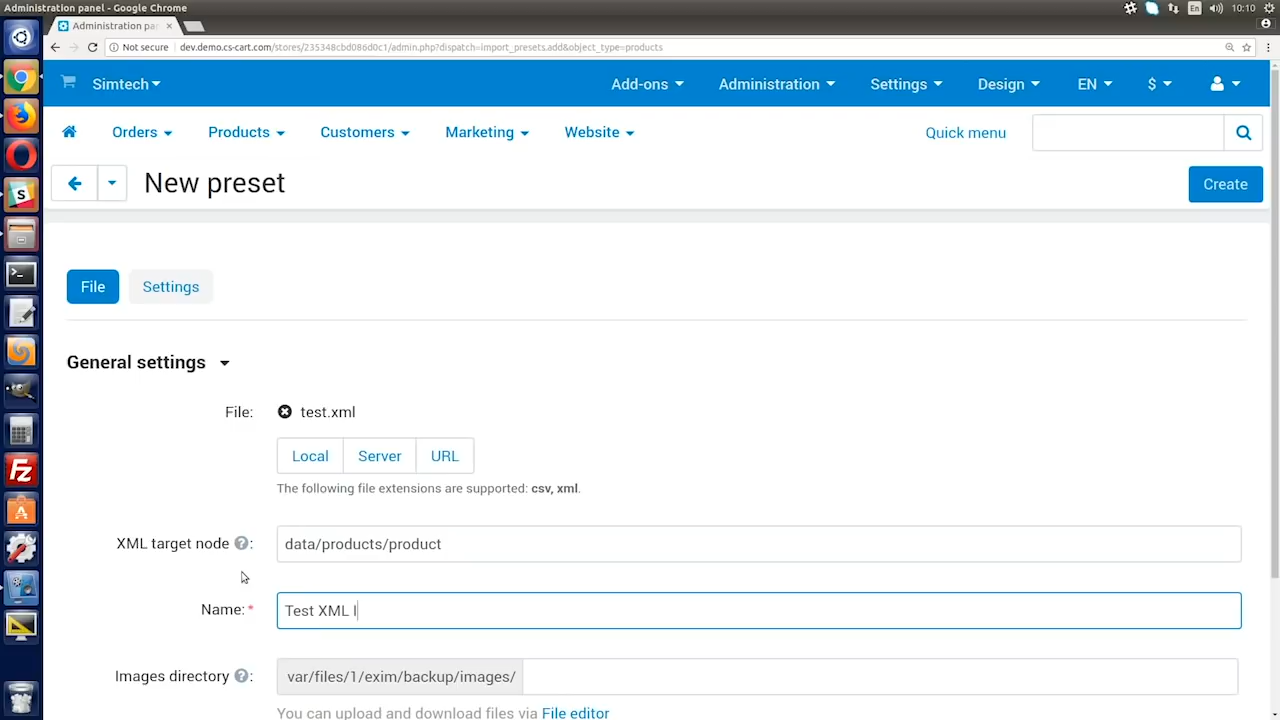 Administration panel - Google Chrome
En 10:10
Administration pan
Not secure dev.demo.cs-cart.com/stores/235348cbd086d0c1/admin.php?dispatch=import_presets.add&object_type=products
Simtech Add-ons Administration Settings Design EN $
Orders Products Customers Marketing Website Quick menu
New preset Create
File Settings
General settings
File: test.xml
Local Server URL
The following file extensions are supported: csv, xml.
XML target node ?: data/products/product
Name: * Test XML I
Images directory ?: var/files/1/exim/backup/images/
You can upload and download files via File editor